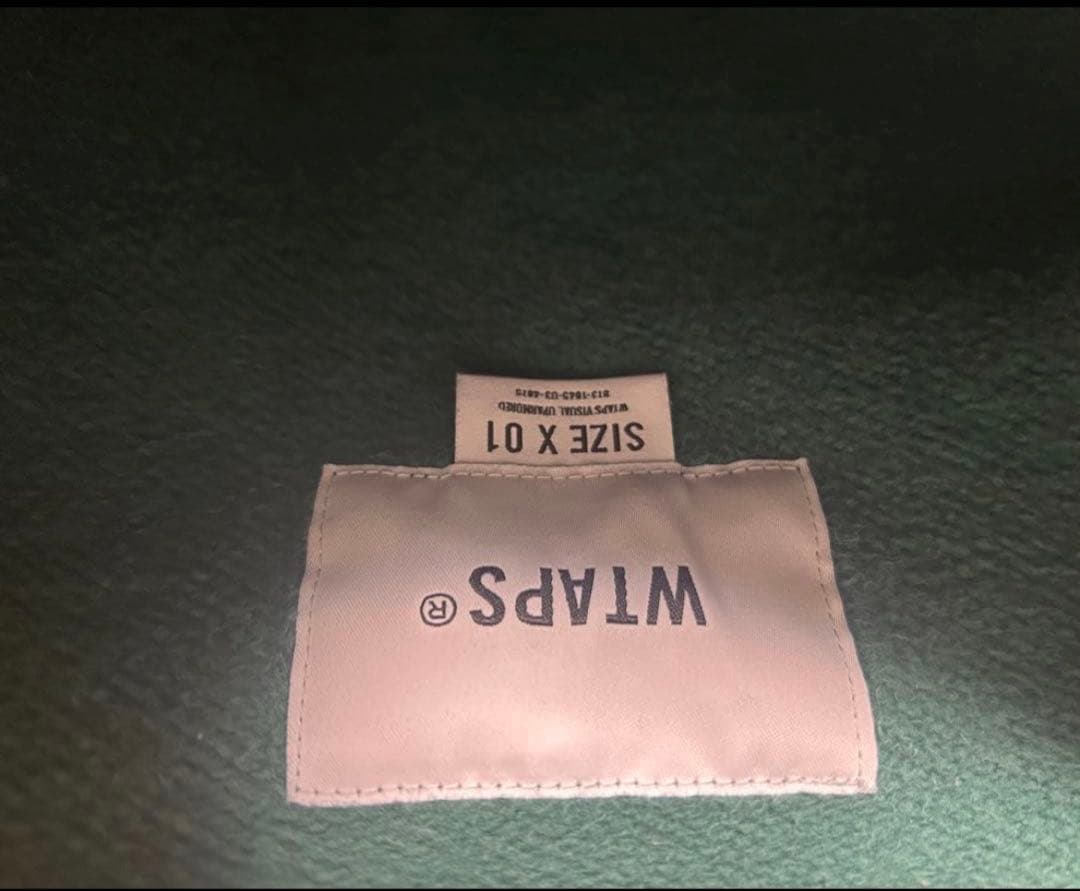 WTAPS®
SIZE X 01
WTAPS VISUAL UPARMORED